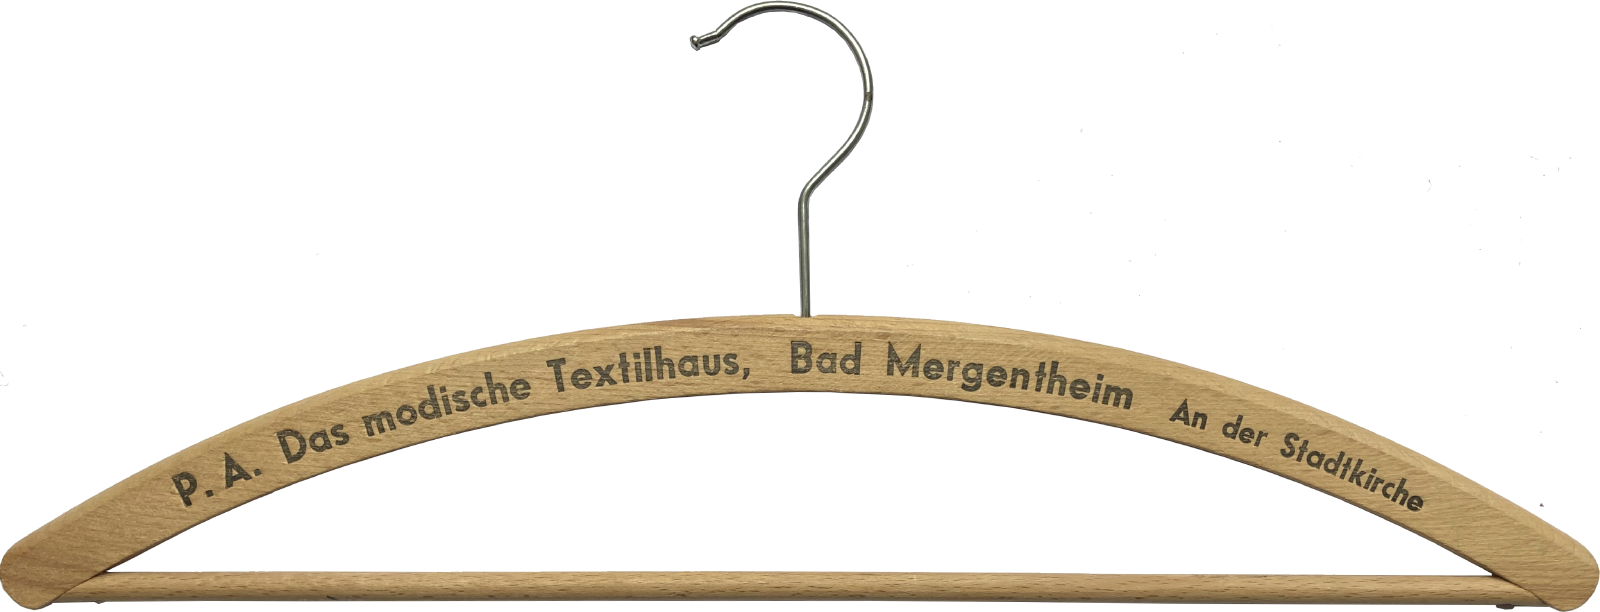 P. A. Das modische Textilhaus, Bad Mergentheim An der Stadtkirche